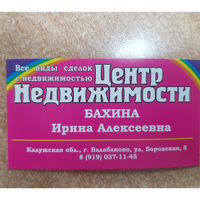 Все виды сделок
с недвижимостью
Центр
Недвижимости
БАХИНА
Ирина Алексеевна
Калужская обл., г. Балабаново, ул. Боровская, 5
8 (919) 037-11-45